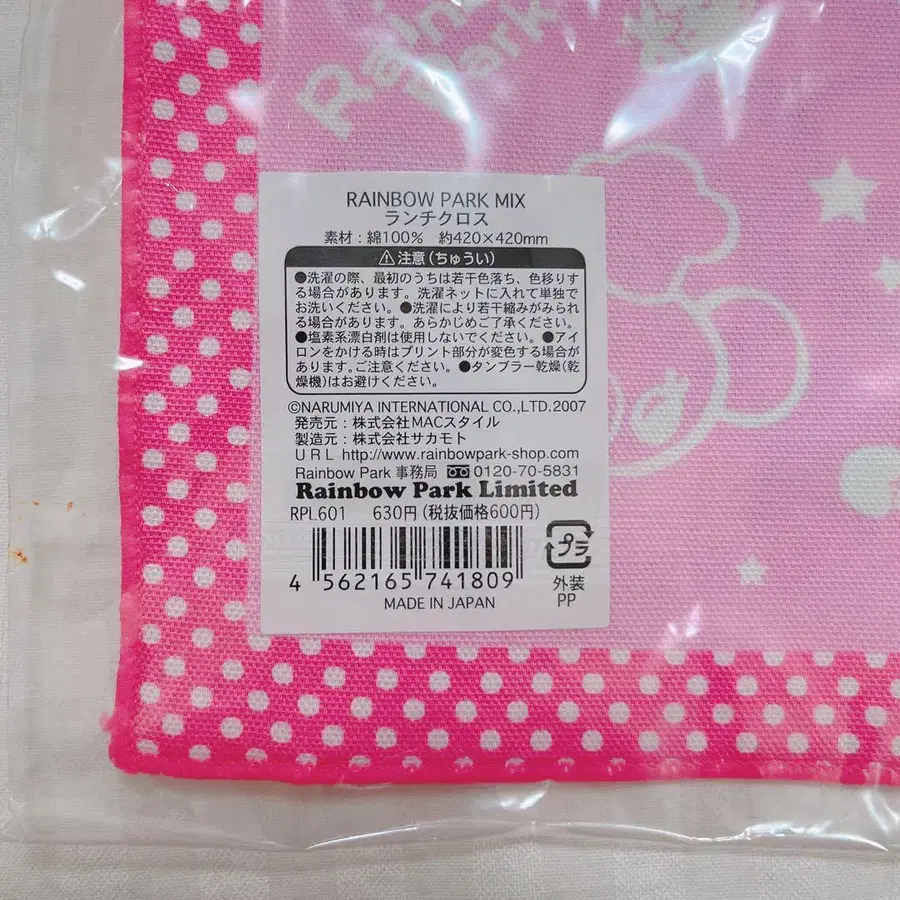 Rain
Park
RAINBOW PARK MIX
ランチクロス
素材：綿100%　約420×420mm
⚠注意(ちゅうい)
●洗濯の際、最初のうちは若干色落ち、色移りす
る場合があります。洗濯ネットに入れて単独で
お洗いください。●洗濯により若干縮みがみられ
る場合があります。あらかじめご了承ください。
●塩素系漂白剤は使用しないでください。●アイ
ロンをかける時はプリント部分が変色する場合が
あります。ご注意ください。●タンブラー乾燥(乾
燥機)はお避けください。
©NARUMIYA INTERNATIONAL CO.,LTD.2007
発売元：株式会社MACスタイル
製造元：株式会社サカモト
URL http://www.rainbowpark-shop.com
Rainbow Park 事務局 0120-70-5831
Rainbow Park Limited
RPL601　630円(税抜価格600円)
4 562165 741809
MADE IN JAPAN
プラ
外装
PP